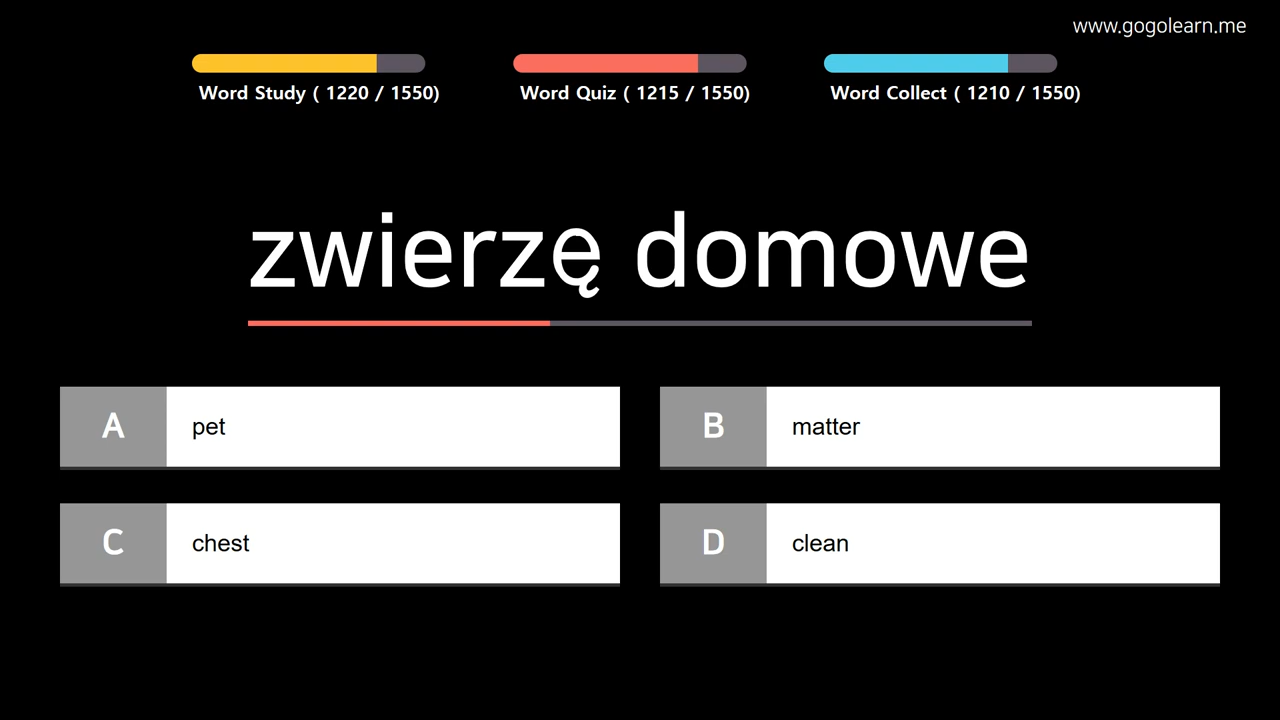 www.gogolearn.me
Word Study ( 1220 / 1550)
Word Quiz ( 1215 / 1550)
Word Collect ( 1210 / 1550)
zwierzę domowe
A pet
B matter
C chest
D clean